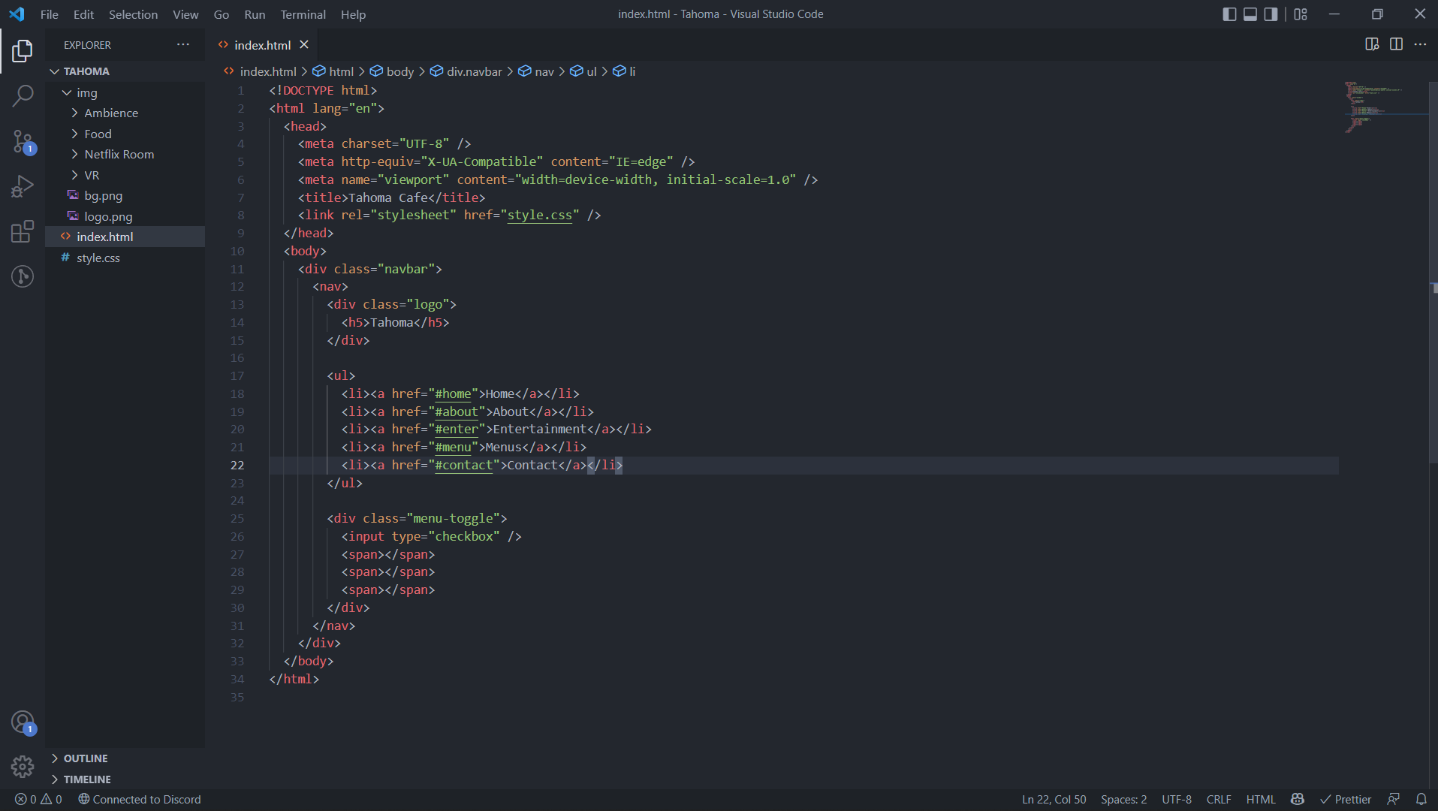 File Edit Selection View Go Run Terminal Help
index.html - Tahoma - Visual Studio Code
EXPLORER
TAHOMA
img
Ambience
Food
Netflix Room
VR
bg.png
logo.png
index.html
style.css
OUTLINE
TIMELINE
1
1
index.html
index.html > html > body > div.navbar > nav > ul > li
1 <!DOCTYPE html>
2 <html lang="en">
3 <head>
4 <meta charset="UTF-8" />
5 <meta http-equiv="X-UA-Compatible" content="IE=edge" />
6 <meta name="viewport" content="width=device-width, initial-scale=1.0" />
7 <title>Tahoma Cafe</title>
8 <link rel="stylesheet" href="style.css" />
9 </head>
10 <body>
11 <div class="navbar">
12 <nav>
13 <div class="logo">
14 <h5>Tahoma</h5>
15 </div>
16
17 <ul>
18 <li><a href="#home">Home</a></li>
19 <li><a href="#about">About</a></li>
20 <li><a href="#enter">Entertainment</a></li>
21 <li><a href="#menu">Menus</a></li>
22 <li><a href="#contact">Contact</a></li>
23 </ul>
24
25 <div class="menu-toggle">
26 <input type="checkbox" />
27 <span></span>
28 <span></span>
29 <span></span>
30 </div>
31 </nav>
32 </div>
33 </body>
34 </html>
35
0 0 Connected to Discord
Ln 22, Col 50 Spaces: 2 UTF-8 CRLF HTML Prettier